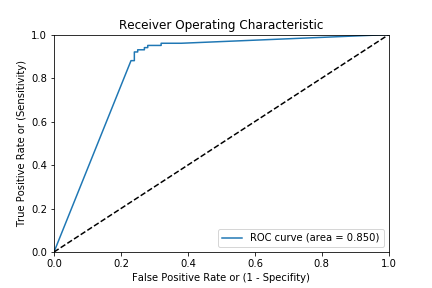 Receiver Operating Characteristic
1.0
0.8
0.6
0.4
0.2
0.0
True Positive Rate or (Sensitivity)
ROC curve (area = 0.850)
0.0 0.2 0.4 0.6 0.8 1.0
False Positive Rate or (1 - Specifity)